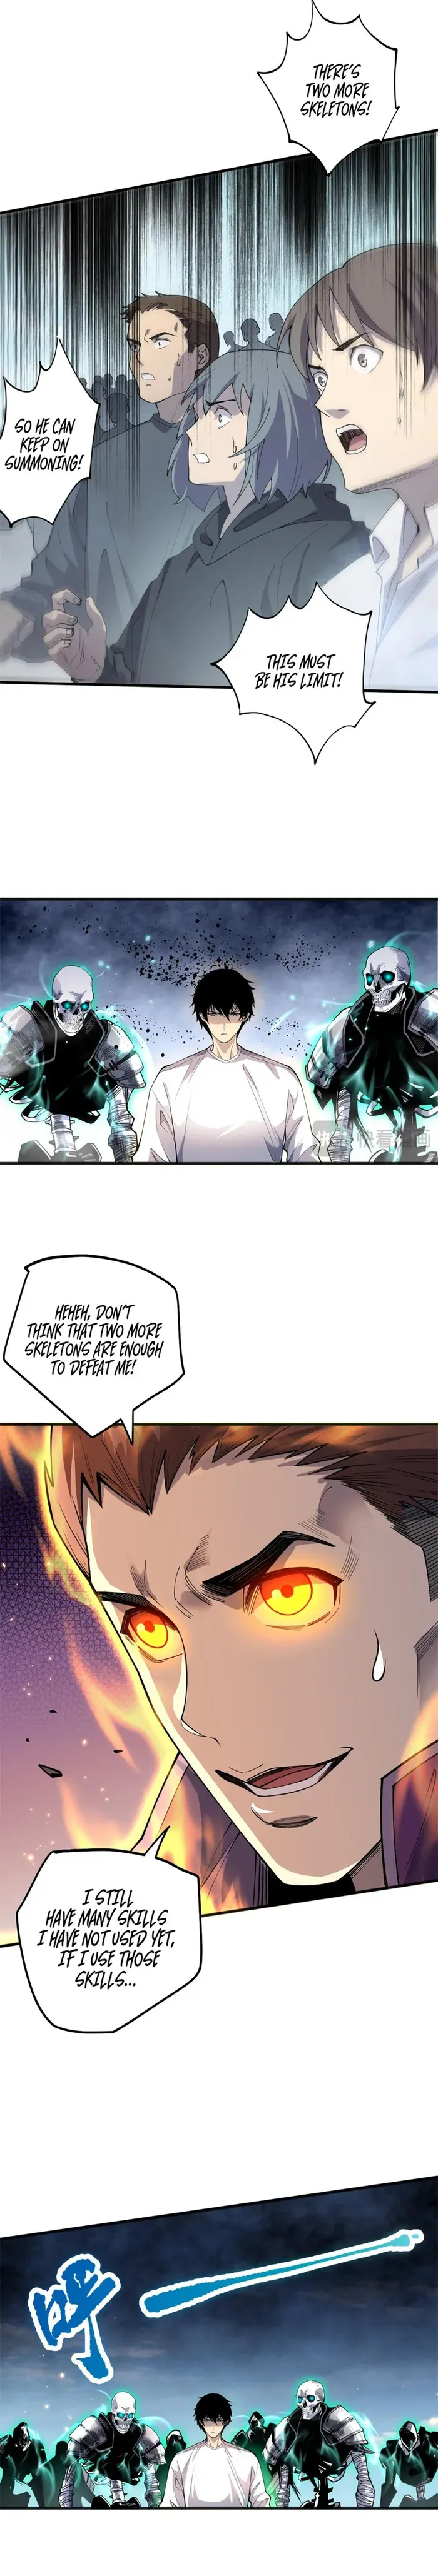 THERE'S
TWO MORE
SKELETONS!
SO HE CAN
KEEP ON
SUMMONING!
THIS MUST
BE HIS LIMIT!
HEHEH, DON'T
THINK THAT TWO MORE
SKELETONS ARE ENOUGH
TO DEFEAT ME!
I STILL
HAVE MANY SKILLS
I HAVE NOT USED YET,
IF I USE THOSE
SKILLS...
呼